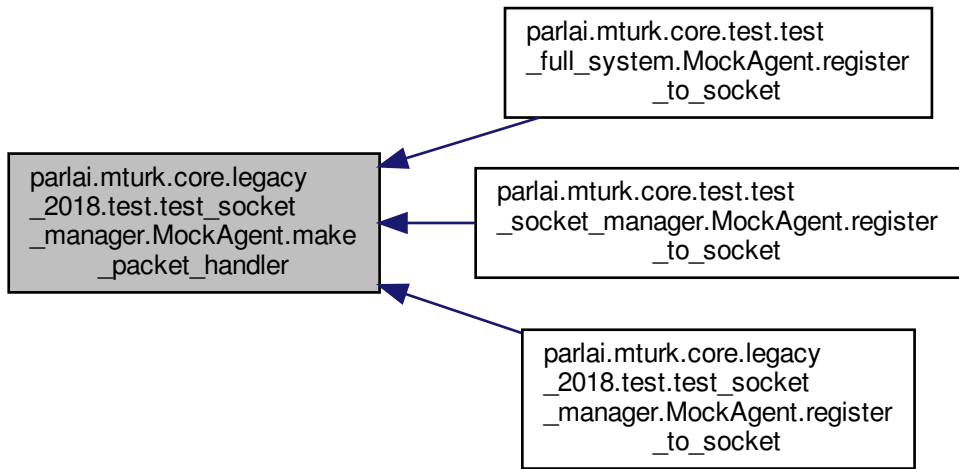 parlai.mturk.core.legacy
_2018.test.test_socket
_manager.MockAgent.make
_packet_handler
parlai.mturk.core.test.test
_full_system.MockAgent.register
_to_socket
parlai.mturk.core.test.test
_socket_manager.MockAgent.register
_to_socket
parlai.mturk.core.legacy
_2018.test.test_socket
_manager.MockAgent.register
_to_socket